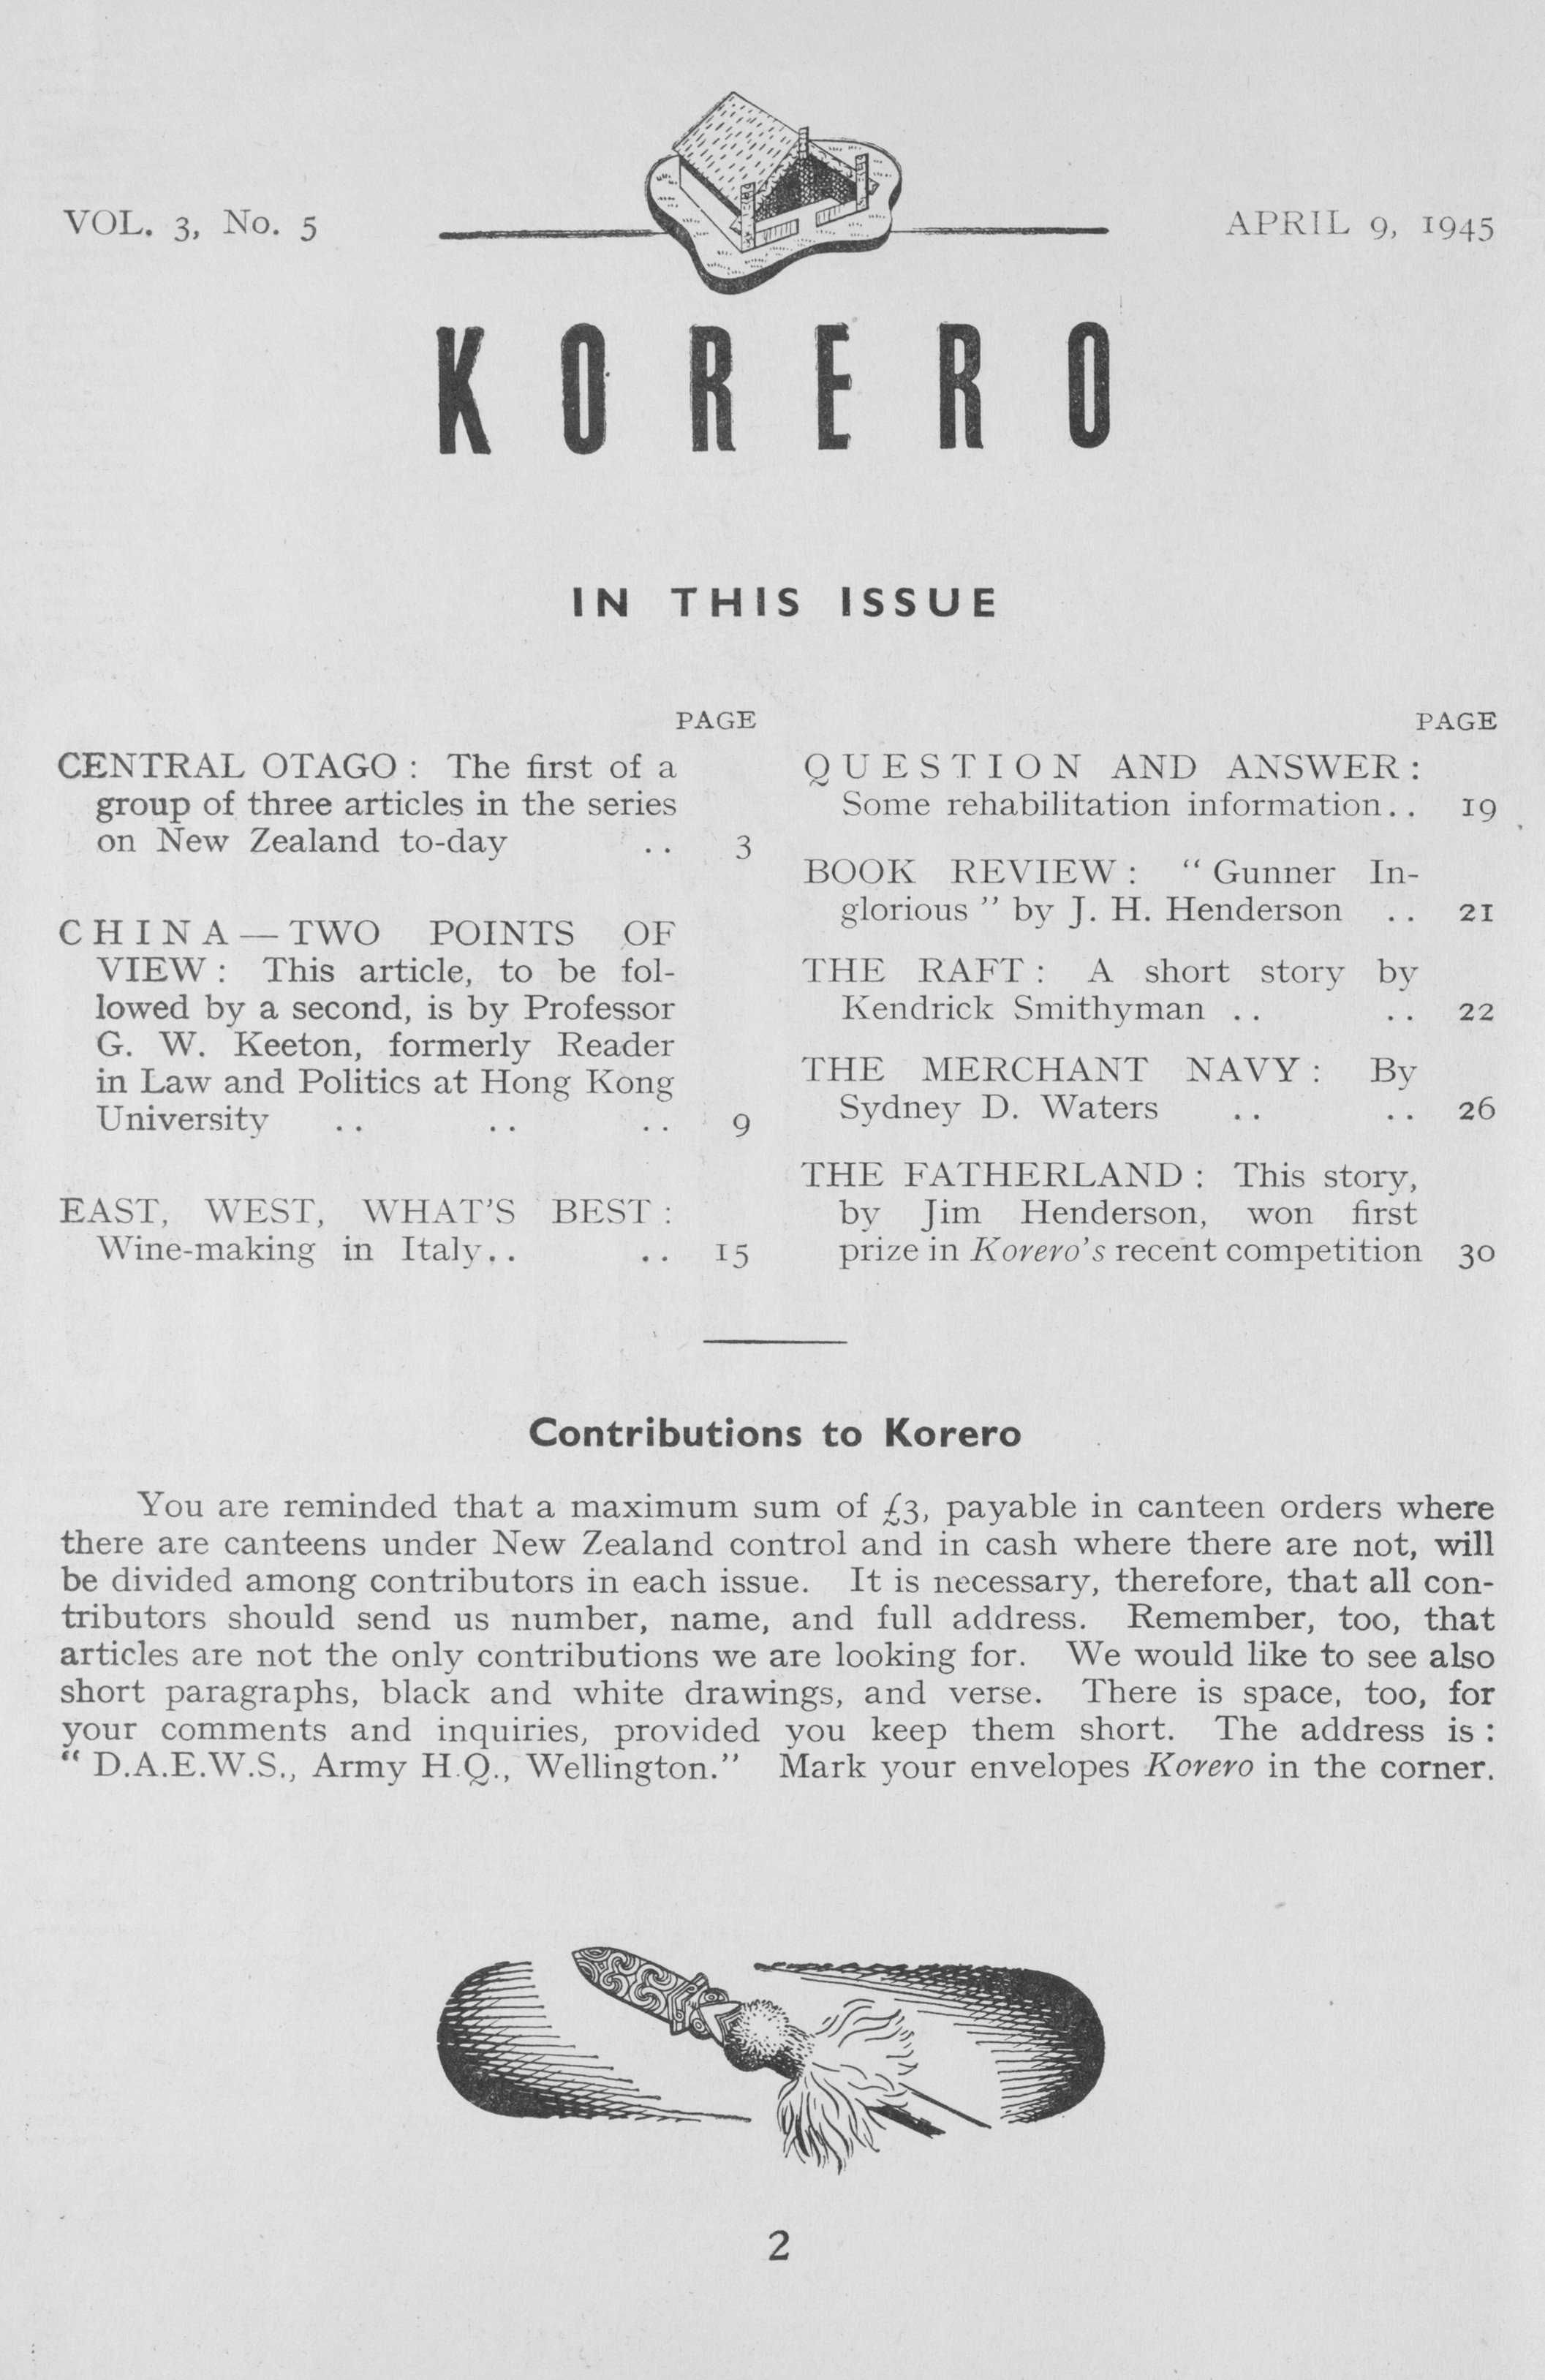 VOL. 3, No. 5
APRIL 9, 1945
KORERO
IN THIS ISSUE
PAGE
CENTRAL OTAGO : The first of a
group of three articles in the series
on New Zealand to-day .. 3
CHINA—TWO POINTS OF
VIEW : This article, to be fol-
lowed by a second, is by Professor
G. W. Keeton, formerly Reader
in Law and Politics at Hong Kong
University .. .. .. 9
EAST, WEST, WHAT'S BEST :
Wine-making in Italy.. .. 15
PAGE
QUESTION AND ANSWER :
Some rehabilitation information.. 19
BOOK REVIEW : “ Gunner In-
glorious ” by J. H. Henderson .. 21
THE RAFT : A short story by
Kendrick Smithyman .. .. 22
THE MERCHANT NAVY : By
Sydney D. Waters .. .. 26
THE FATHERLAND : This story,
by Jim Henderson, won first
prize in Korero's recent competition 30
Contributions to Korero
You are reminded that a maximum sum of £3, payable in canteen orders where
there are canteens under New Zealand control and in cash where there are not, will
be divided among contributors in each issue. It is necessary, therefore, that all con-
tributors should send us number, name, and full address. Remember, too, that
articles are not the only contributions we are looking for. We would like to see also
short paragraphs, black and white drawings, and verse. There is space, too, for
your comments and inquiries, provided you keep them short. The address is :
“ D.A.E.W.S., Army H.Q., Wellington.” Mark your envelopes Korero in the corner.
2